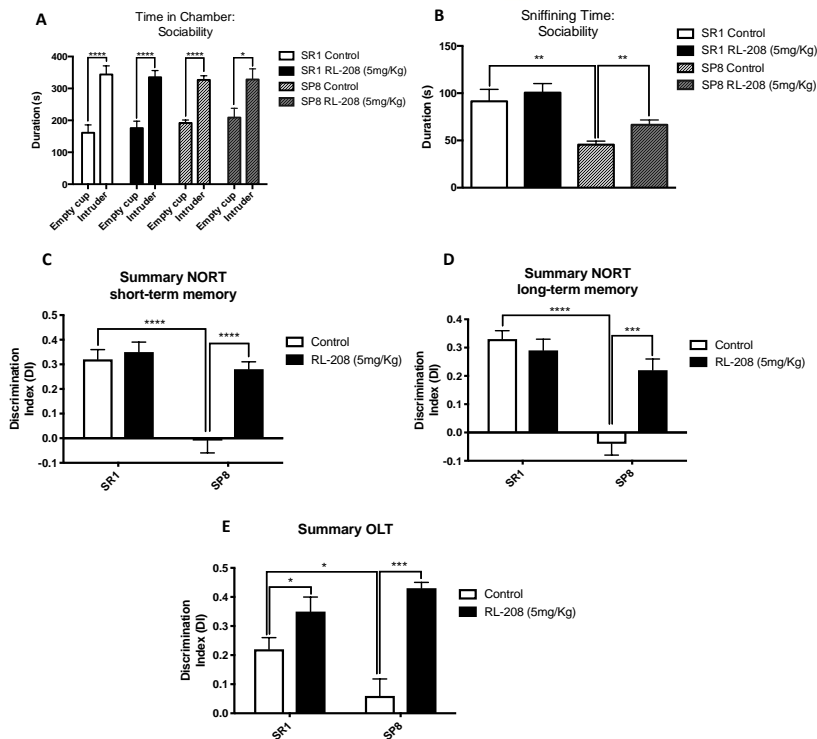 A
Time in Chamber:
Sociability
****
****
****
*
400
300
200
100
0
Duration (s)
Empty cup
Intruder
Empty cup
Intruder
Empty cup
Intruder
Empty cup
Intruder
SR1 Control
SR1 RL-208 (5mg/Kg)
SP8 Control
SP8 RL-208 (5mg/Kg)
B
Sniffining Time:
Sociability
**
**
150
100
50
0
Duration (s)
SR1 Control
SR1 RL-208 (5mg/Kg)
SP8 Control
SP8 RL-208 (5mg/Kg)
C
Summary NORT
short-term memory
****
****
0.5
0.4
0.3
0.2
0.1
0.0
-0.1
Discrimination
Index (DI)
SR1
SP8
Control
RL-208 (5mg/Kg)
D
Summary NORT
long-term memory
****
***
0.4
0.3
0.2
0.1
0.0
-0.1
Discrimination
Index (DI)
SR1
SP8
Control
RL-208 (5mg/Kg)
E
Summary OLT
*
*
***
0.5
0.4
0.3
0.2
0.1
0.0
Discrimination
Index (DI)
SR1
SP8
Control
RL-208 (5mg/Kg)